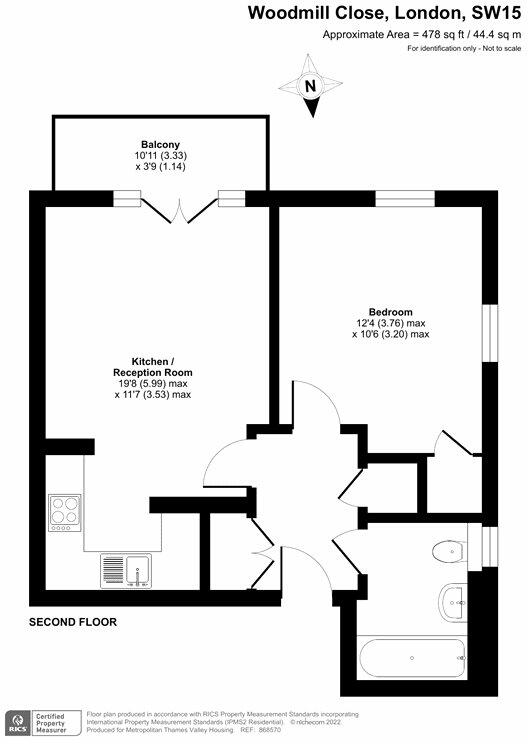 Woodmill Close, London, SW15
Approximate Area = 478 sq ft / 44.4 sq m
For identification only - Not to scale
N
Balcony
10'11 (3.33)
x 3'9 (1.14)
Bedroom
12'4 (3.76) max
x 10'6 (3.20) max
Kitchen /
Reception Room
19'8 (5.99) max
x 11'7 (3.53) max
SECOND FLOOR
RICS
Certified
Property
Measurer
Floor plan produced in accordance with RICS Property Measurement Standards incorporating
International Property Measurement Standards (IPMS2 Residential). © nichecom 2022.
Produced for Metropolitan Thames Valley Housing. REF: 868570